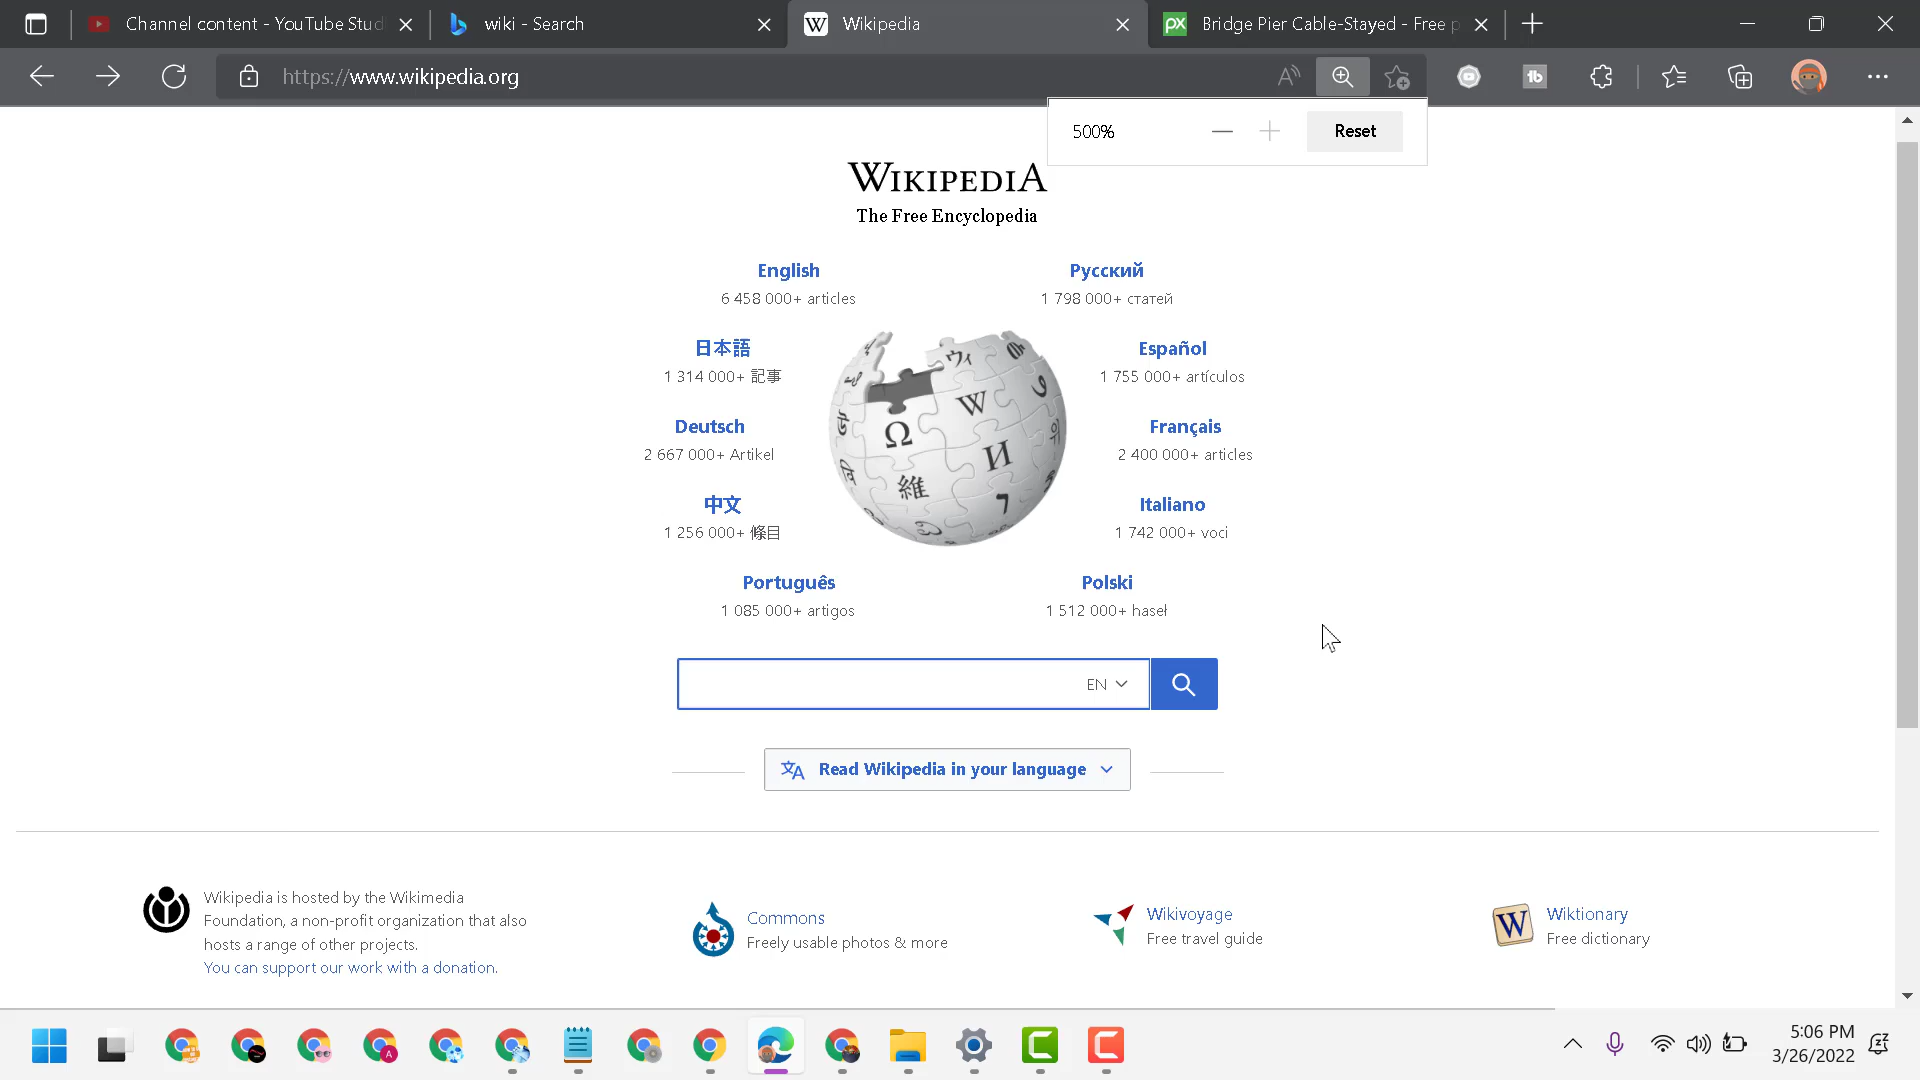 Channel content - YouTube Stud
wiki - Search
Wikipedia
Bridge Pier Cable-Stayed - Free p
https://www.wikipedia.org
500%
Reset
WIKIPEDIA
The Free Encyclopedia
English
6 458 000+ articles
Русский
1 798 000+ статей
日本語
1 314 000+ 記事
Español
1 755 000+ artículos
Deutsch
2 667 000+ Artikel
Français
2 400 000+ articles
中文
1 256 000+ 條目
Italiano
1 742 000+ voci
Português
1 085 000+ artigos
Polski
1 512 000+ haseł
W
Ω
И
維
EN
Read Wikipedia in your language
Wikipedia is hosted by the Wikimedia
Foundation, a non-profit organization that also
hosts a range of other projects.
You can support our work with a donation.
Commons
Freely usable photos & more
Wikivoyage
Free travel guide
Wiktionary
Free dictionary
5:06 PM
3/26/2022